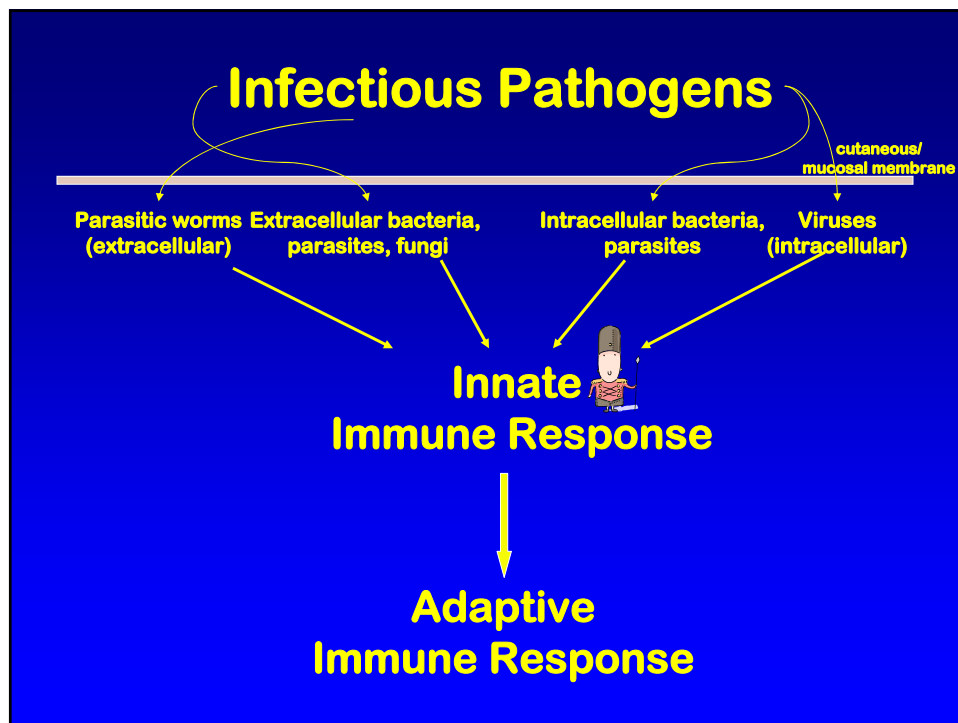 Infectious Pathogens
cutaneous/
mucosal membrane
Parasitic worms
(extracellular)
Extracellular bacteria,
parasites, fungi
Intracellular bacteria,
parasites
Viruses
(intracellular)
Innate
Immune Response
Adaptive
Immune Response